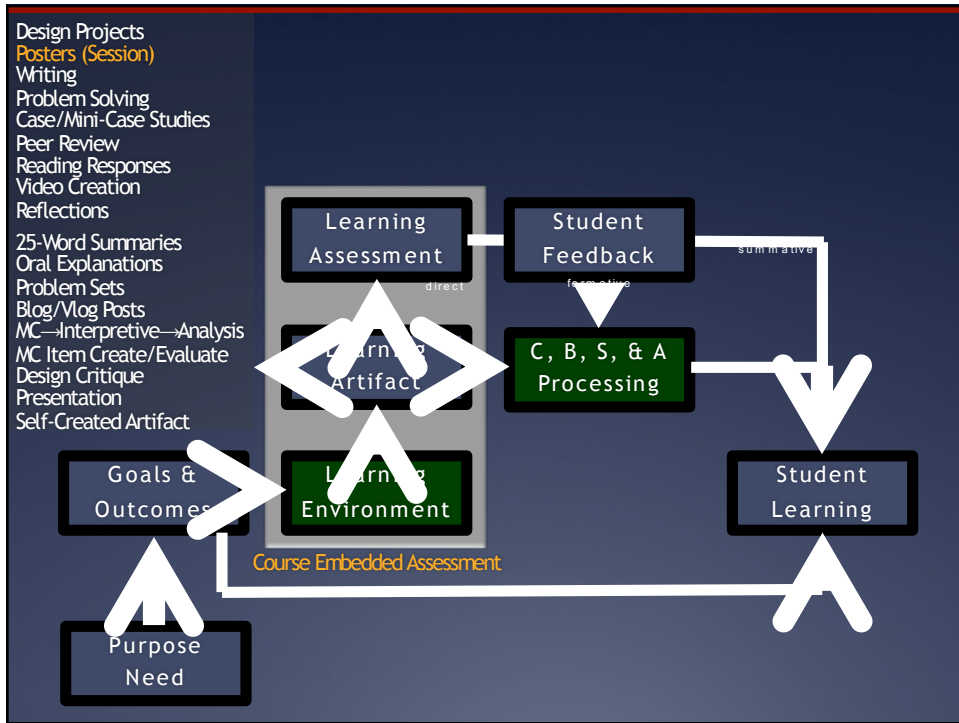 Design Projects
Posters (Session)
Writing
Problem Solving
Case/Mini-Case Studies
Peer Review
Reading Responses
Video Creation
Reflections
25-Word Summaries
Oral Explanations
Problem Sets
Blog/Vlog Posts
MC→Interpretive→Analysis
MC Item Create/Evaluate
Design Critique
Presentation
Self-Created Artifact
Learning
Assessment
direct
Student
Feedback
formative
summative
Learning
Artifact
C, B, S, & A
Processing
Goals &
Outcomes
Learning
Environment
Student
Learning
Course Embedded Assessment
Purpose
Need